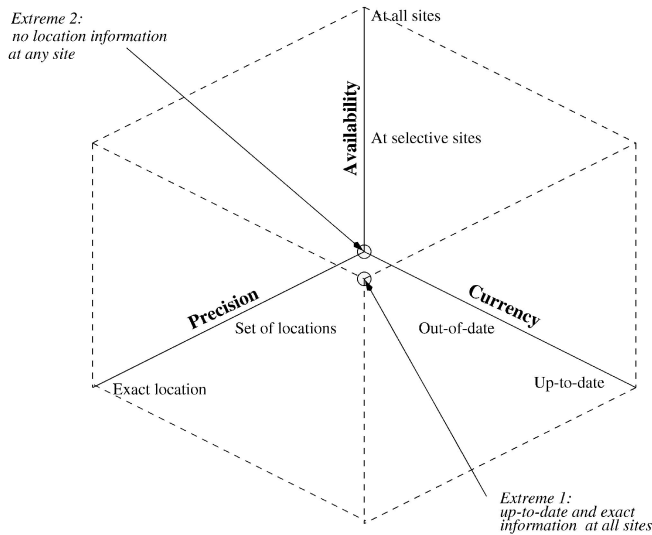 Extreme 2:
no location information
at any site
At all sites
Availability
At selective sites
Precision
Set of locations
Exact location
Currency
Out-of-date
Up-to-date
Extreme 1:
up-to-date and exact
information at all sites